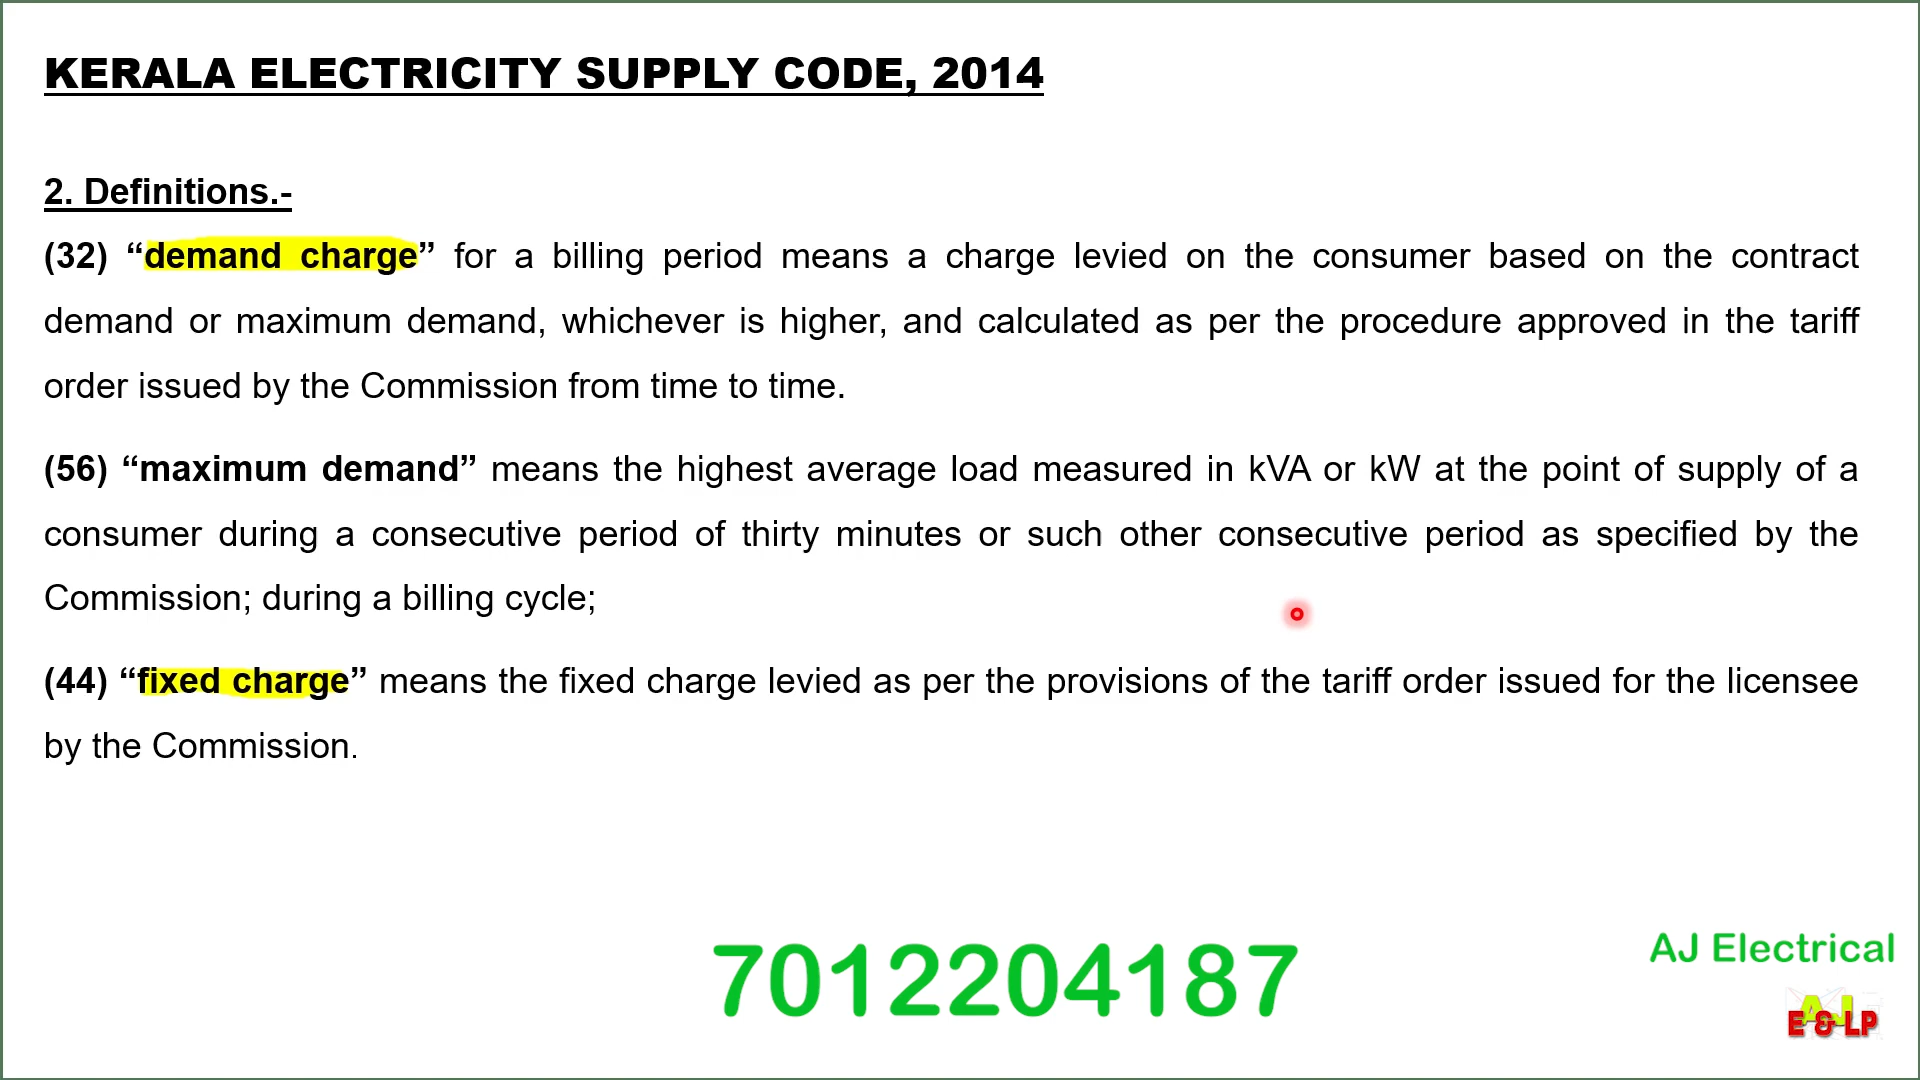 KERALA ELECTRICITY SUPPLY CODE, 2014
2. Definitions.-
(32) “demand charge” for a billing period means a charge levied on the consumer based on the contract
demand or maximum demand, whichever is higher, and calculated as per the procedure approved in the tariff
order issued by the Commission from time to time.
(56) “maximum demand” means the highest average load measured in kVA or kW at the point of supply of a
consumer during a consecutive period of thirty minutes or such other consecutive period as specified by the
Commission; during a billing cycle;
(44) “fixed charge” means the fixed charge levied as per the provisions of the tariff order issued for the licensee
by the Commission.
7012204187
AJ Electrical
AJ
E & LP